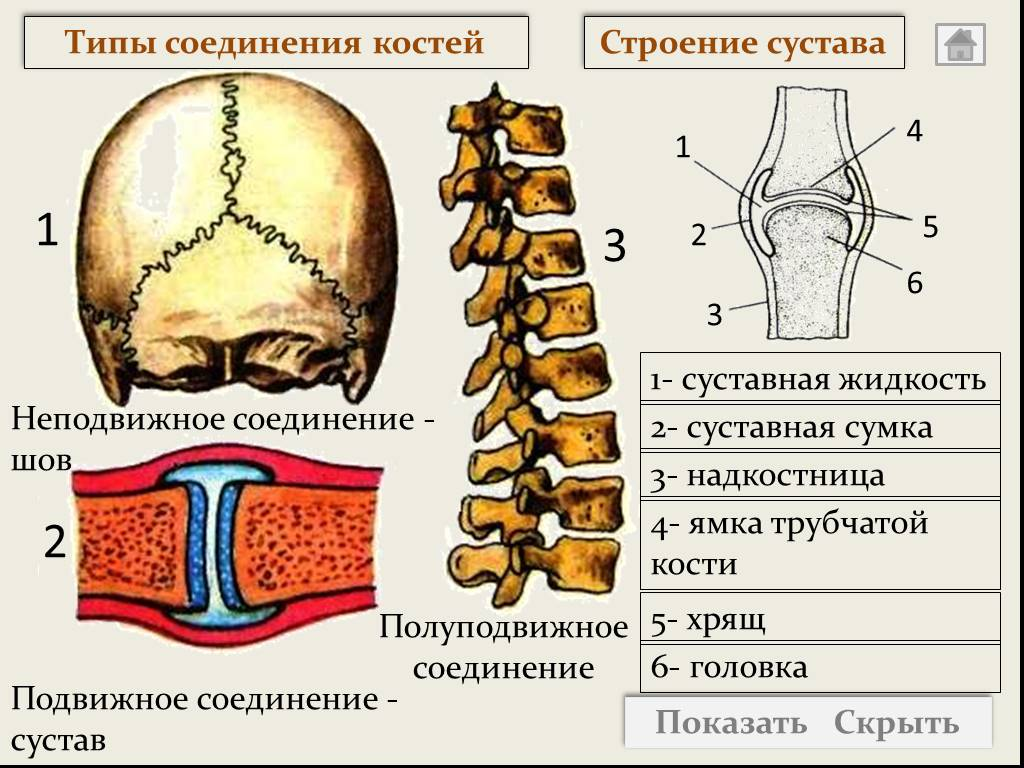 Типы соединения костей
Строение сустава
1
3
2
Неподвижное соединение -
шов
Полуподвижное
соединение
Подвижное соединение -
сустав
1
4
2
5
6
3
1- суставная жидкость
2- суставная сумка
3- надкостница
4- ямка трубчатой
кости
5- хрящ
6- головка
Показать Скрыть